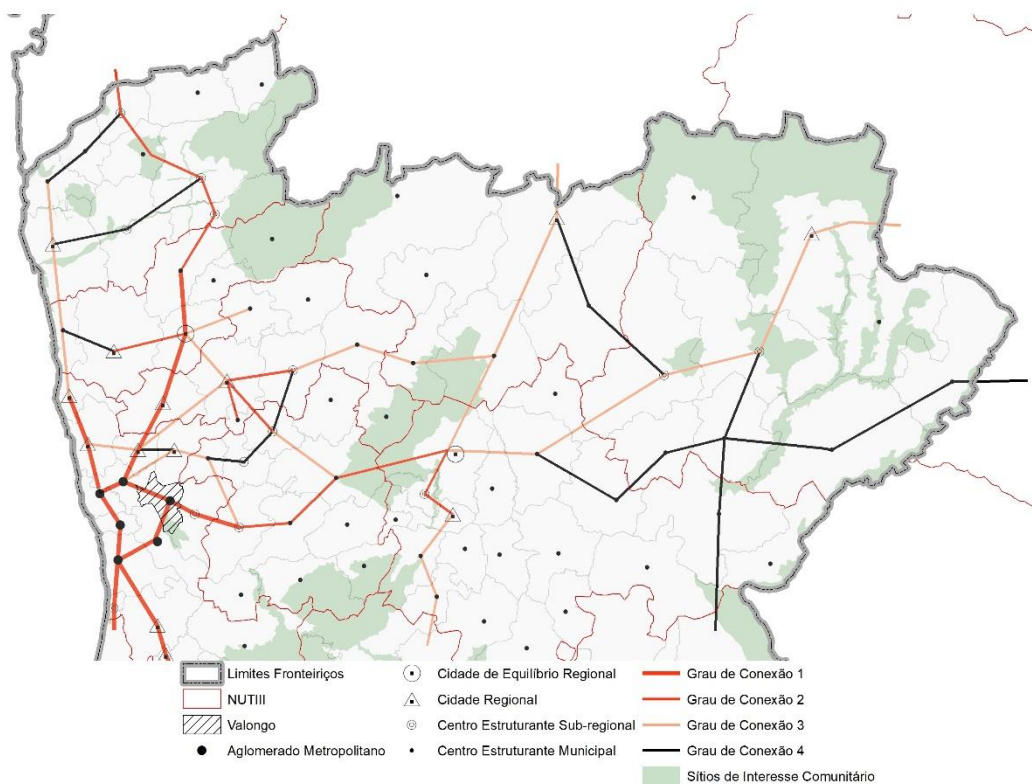 Limites Fronteiriços
NUTIII
Valongo
Aglomerado Metropolitano
Cidade de Equilíbrio Regional
Cidade Regional
Centro Estruturante Sub-regional
Centro Estruturante Municipal
Grau de Conexão 1
Grau de Conexão 2
Grau de Conexão 3
Grau de Conexão 4
Sítios de Interesse Comunitário